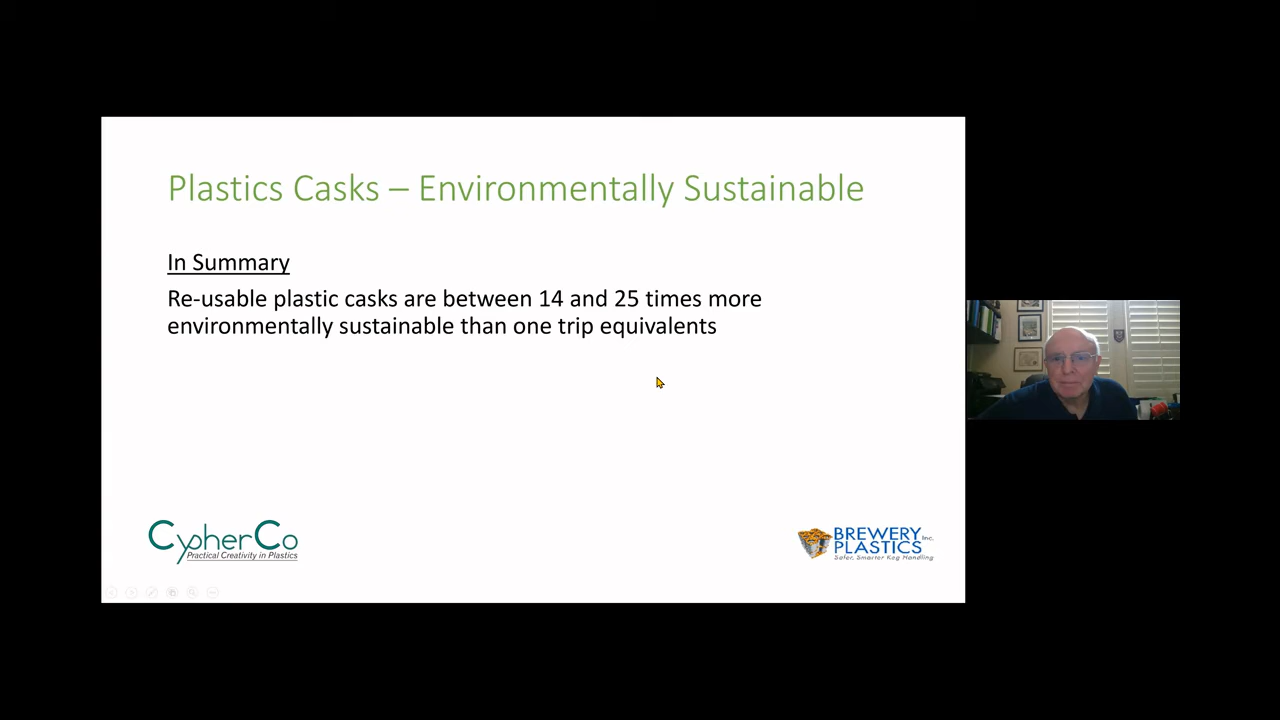 Plastics Casks – Environmentally Sustainable
In Summary
Re-usable plastic casks are between 14 and 25 times more
environmentally sustainable than one trip equivalents
CypherCo
Practical Creativity in Plastics
BREWERY Inc.
PLASTICS
Safer, Smarter Keg Handling